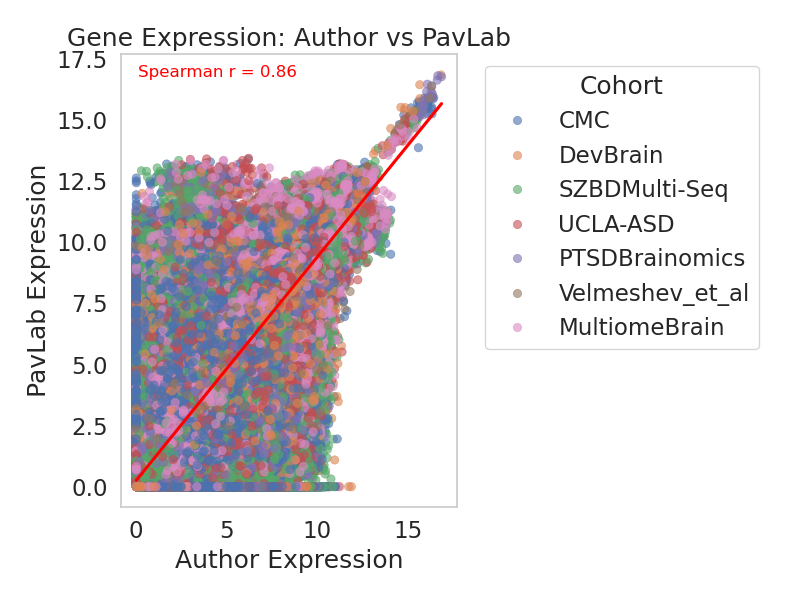 Gene Expression: Author vs PavLab
Spearman r = 0.86
17.5
15.0
12.5
10.0
7.5
5.0
2.5
0.0
PavLab Expression
0
5
10
15
Author Expression
Cohort
CMC
DevBrain
SZBDMulti-Seq
UCLA-ASD
PTSDBrainomics
Velmeshev_et_al
MultiomeBrain